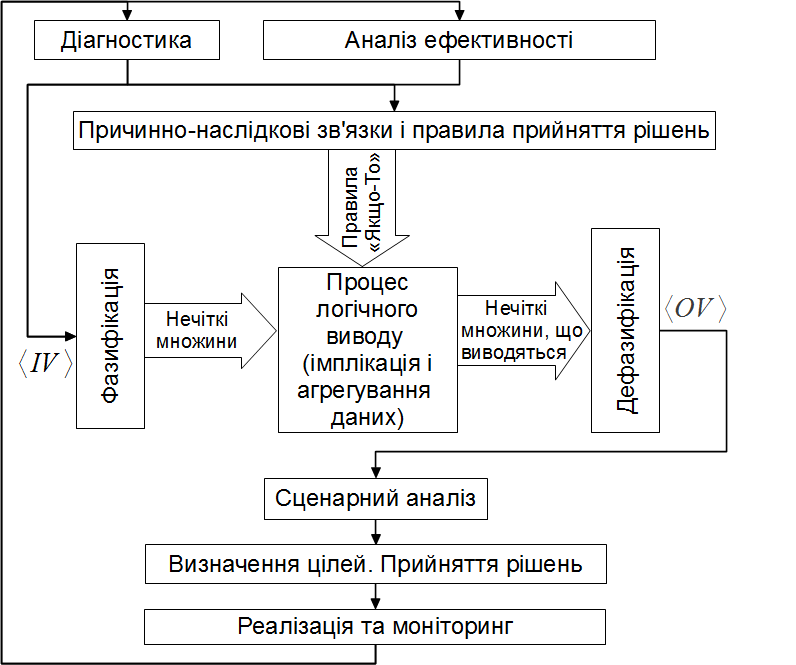 Діагностика
Аналіз ефективності
Причинно-наслідкові зв'язки і правила прийняття рішень
Правила
«Якщо-То»
Фазифікація
Нечіткі
множини
Процес
логічного
виводу
(імплікація і
агрегування
даних)
Нечіткі
множини, що
виводяться
Дефазифікація
⟨OV⟩
⟨IV⟩
Сценарний аналіз
Визначення цілей. Прийняття рішень
Реалізація та моніторинг